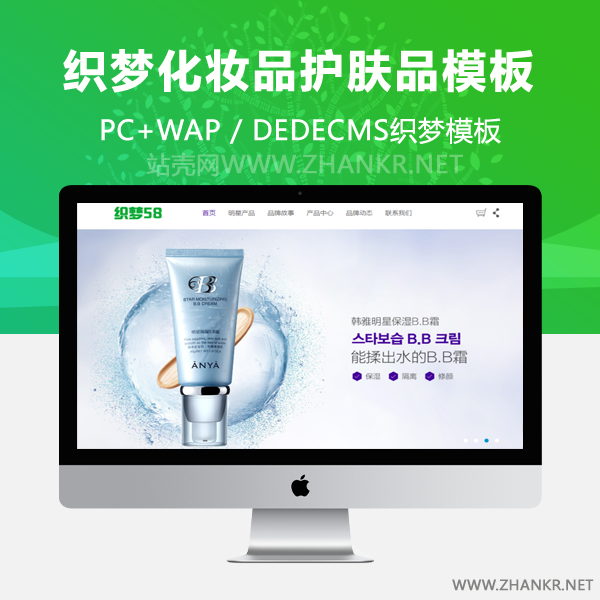 织梦化妆品护肤品模板
PC+WAP / DEDECMS织梦模板
站壳网WWW.ZHANKR.NET
织梦58
首页 明星产品 品牌故事 产品中心 品牌动态 联系我们
BB
STAR MOISTURIZING
B.B CREAM
ANYA
韩雅明星保湿B.B霜
스타보습 B.B 크림
能揉出水的B.B霜
保湿 隔离 修颜
WWW.ZHANKR.NET